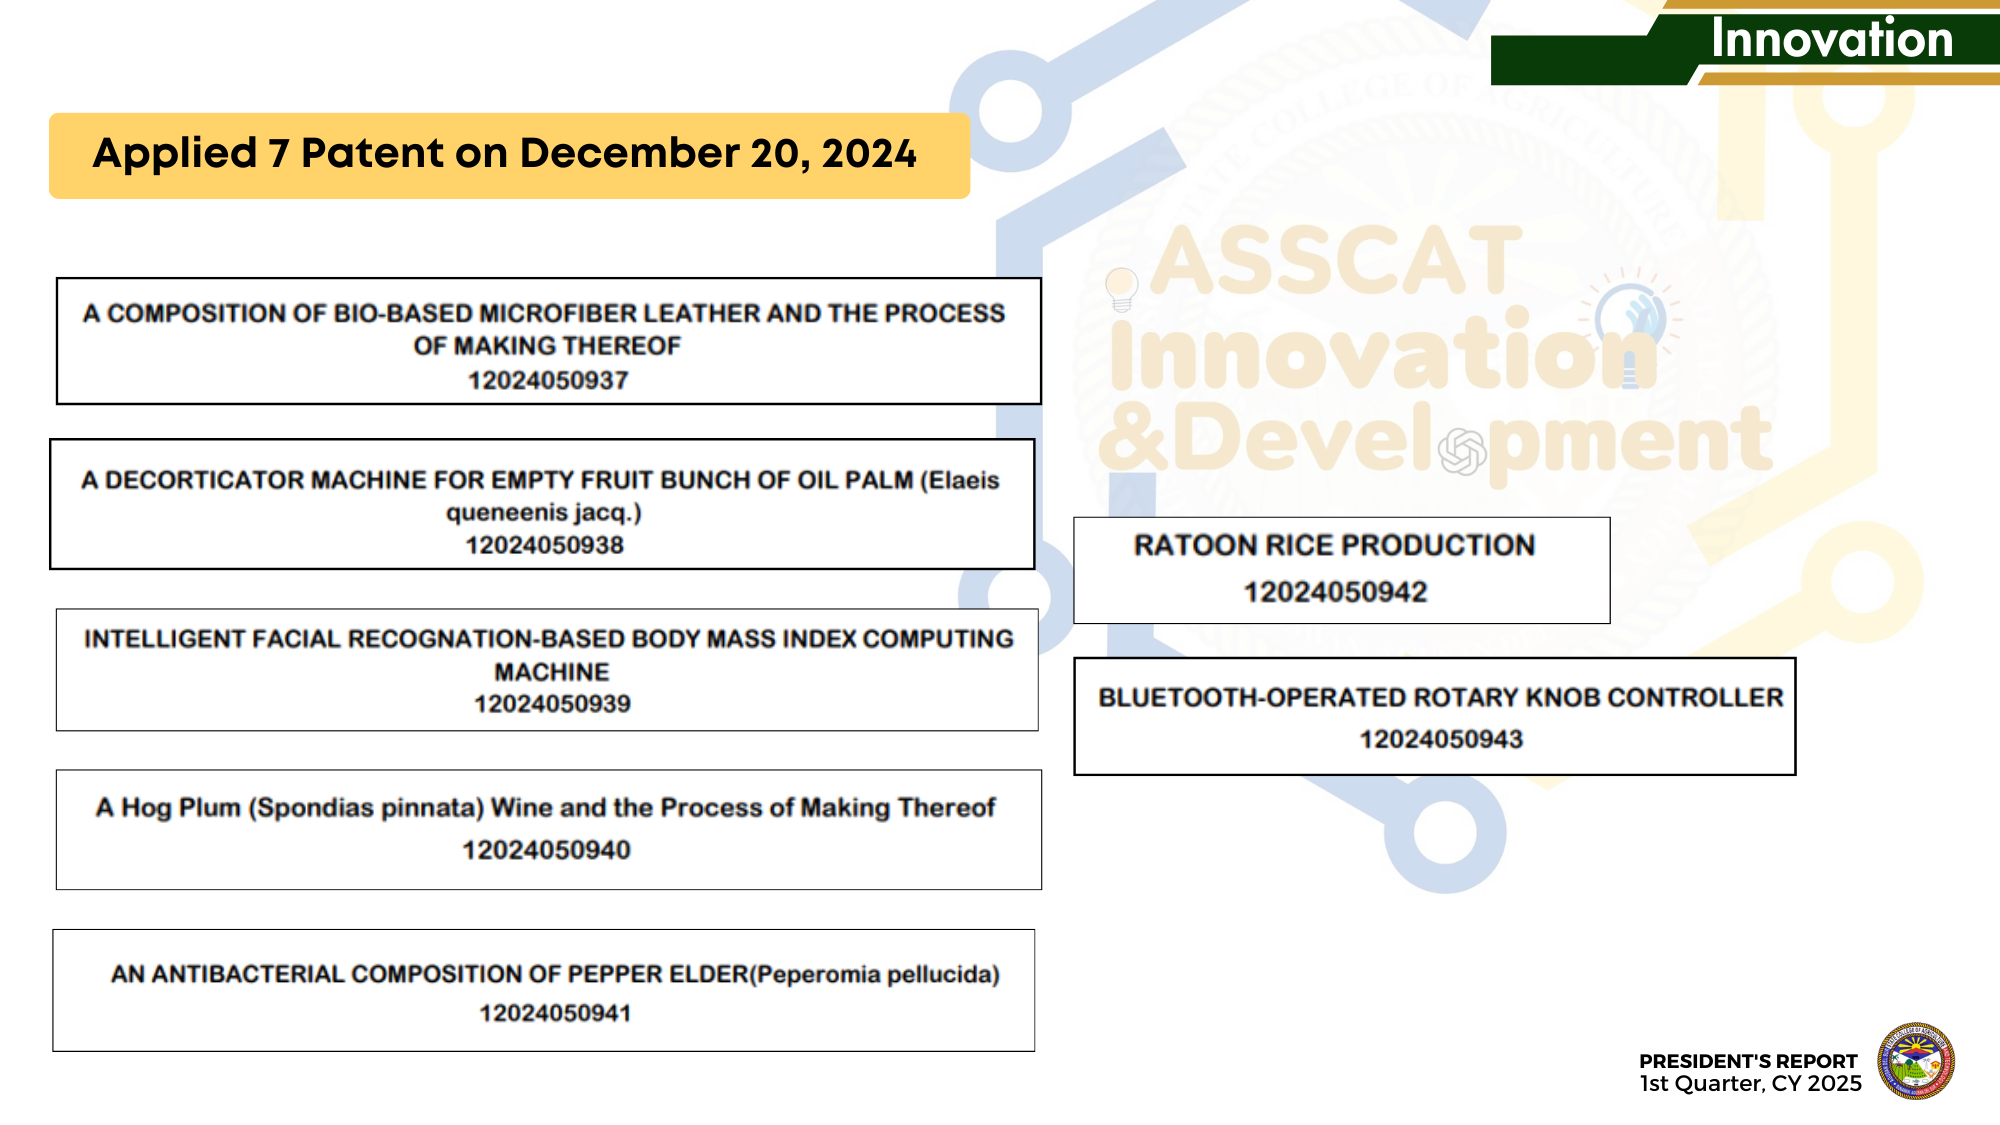 Innovation
Applied 7 Patent on December 20, 2024
A COMPOSITION OF BIO-BASED MICROFIBER LEATHER AND THE PROCESS
OF MAKING THEREOF
12024050937
A DECORTICATOR MACHINE FOR EMPTY FRUIT BUNCH OF OIL PALM (Elaeis
queneenis jacq.)
12024050938
INTELLIGENT FACIAL RECOGNATION-BASED BODY MASS INDEX COMPUTING
MACHINE
12024050939
A Hog Plum (Spondias pinnata) Wine and the Process of Making Thereof
12024050940
AN ANTIBACTERIAL COMPOSITION OF PEPPER ELDER(Peperomia pellucida)
12024050941
STATE COLLEGE OF AGRICULTURE
ASSCAT
Innovation
&Development
RATOON RICE PRODUCTION
12024050942
BLUETOOTH-OPERATED ROTARY KNOB CONTROLLER
12024050943
PRESIDENT'S REPORT
1st Quarter, CY 2025